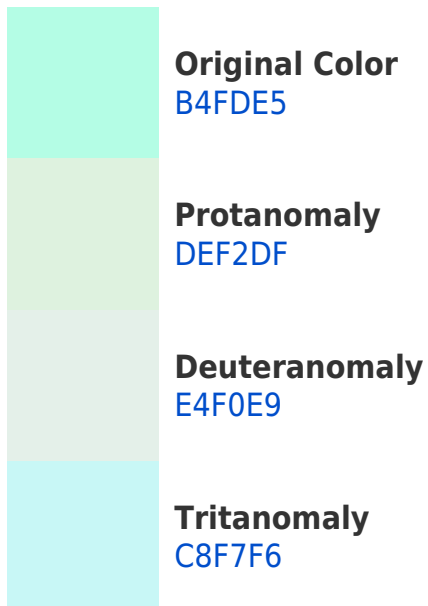 Original Color
B4FDE5
Protanomaly
DEF2DF
Deuteranomaly
E4F0E9
Tritanomaly
C8F7F6